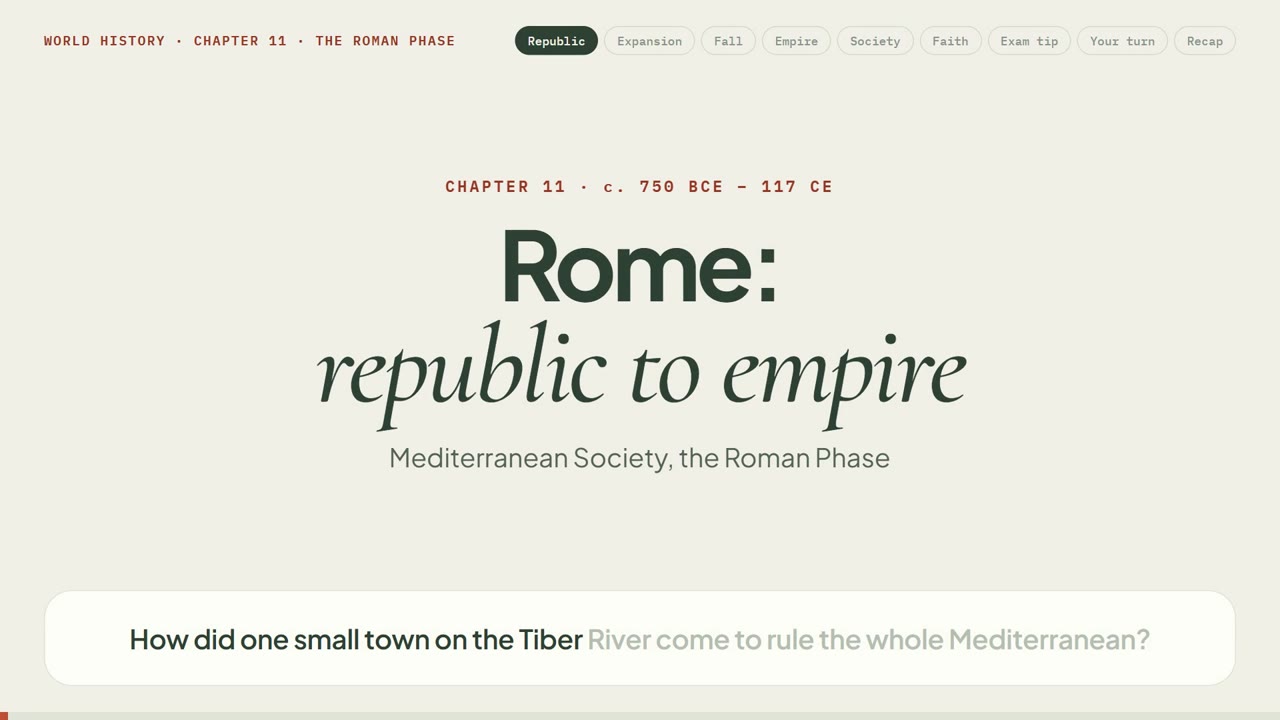 WORLD HISTORY · CHAPTER 11 · THE ROMAN PHASE
Republic
Expansion
Fall
Empire
Society
Faith
Exam tip
Your turn
Recap
CHAPTER 11 · c. 750 BCE – 117 CE
Rome:
republic to empire
Mediterranean Society, the Roman Phase
How did one small town on the Tiber River come to rule the whole Mediterranean?